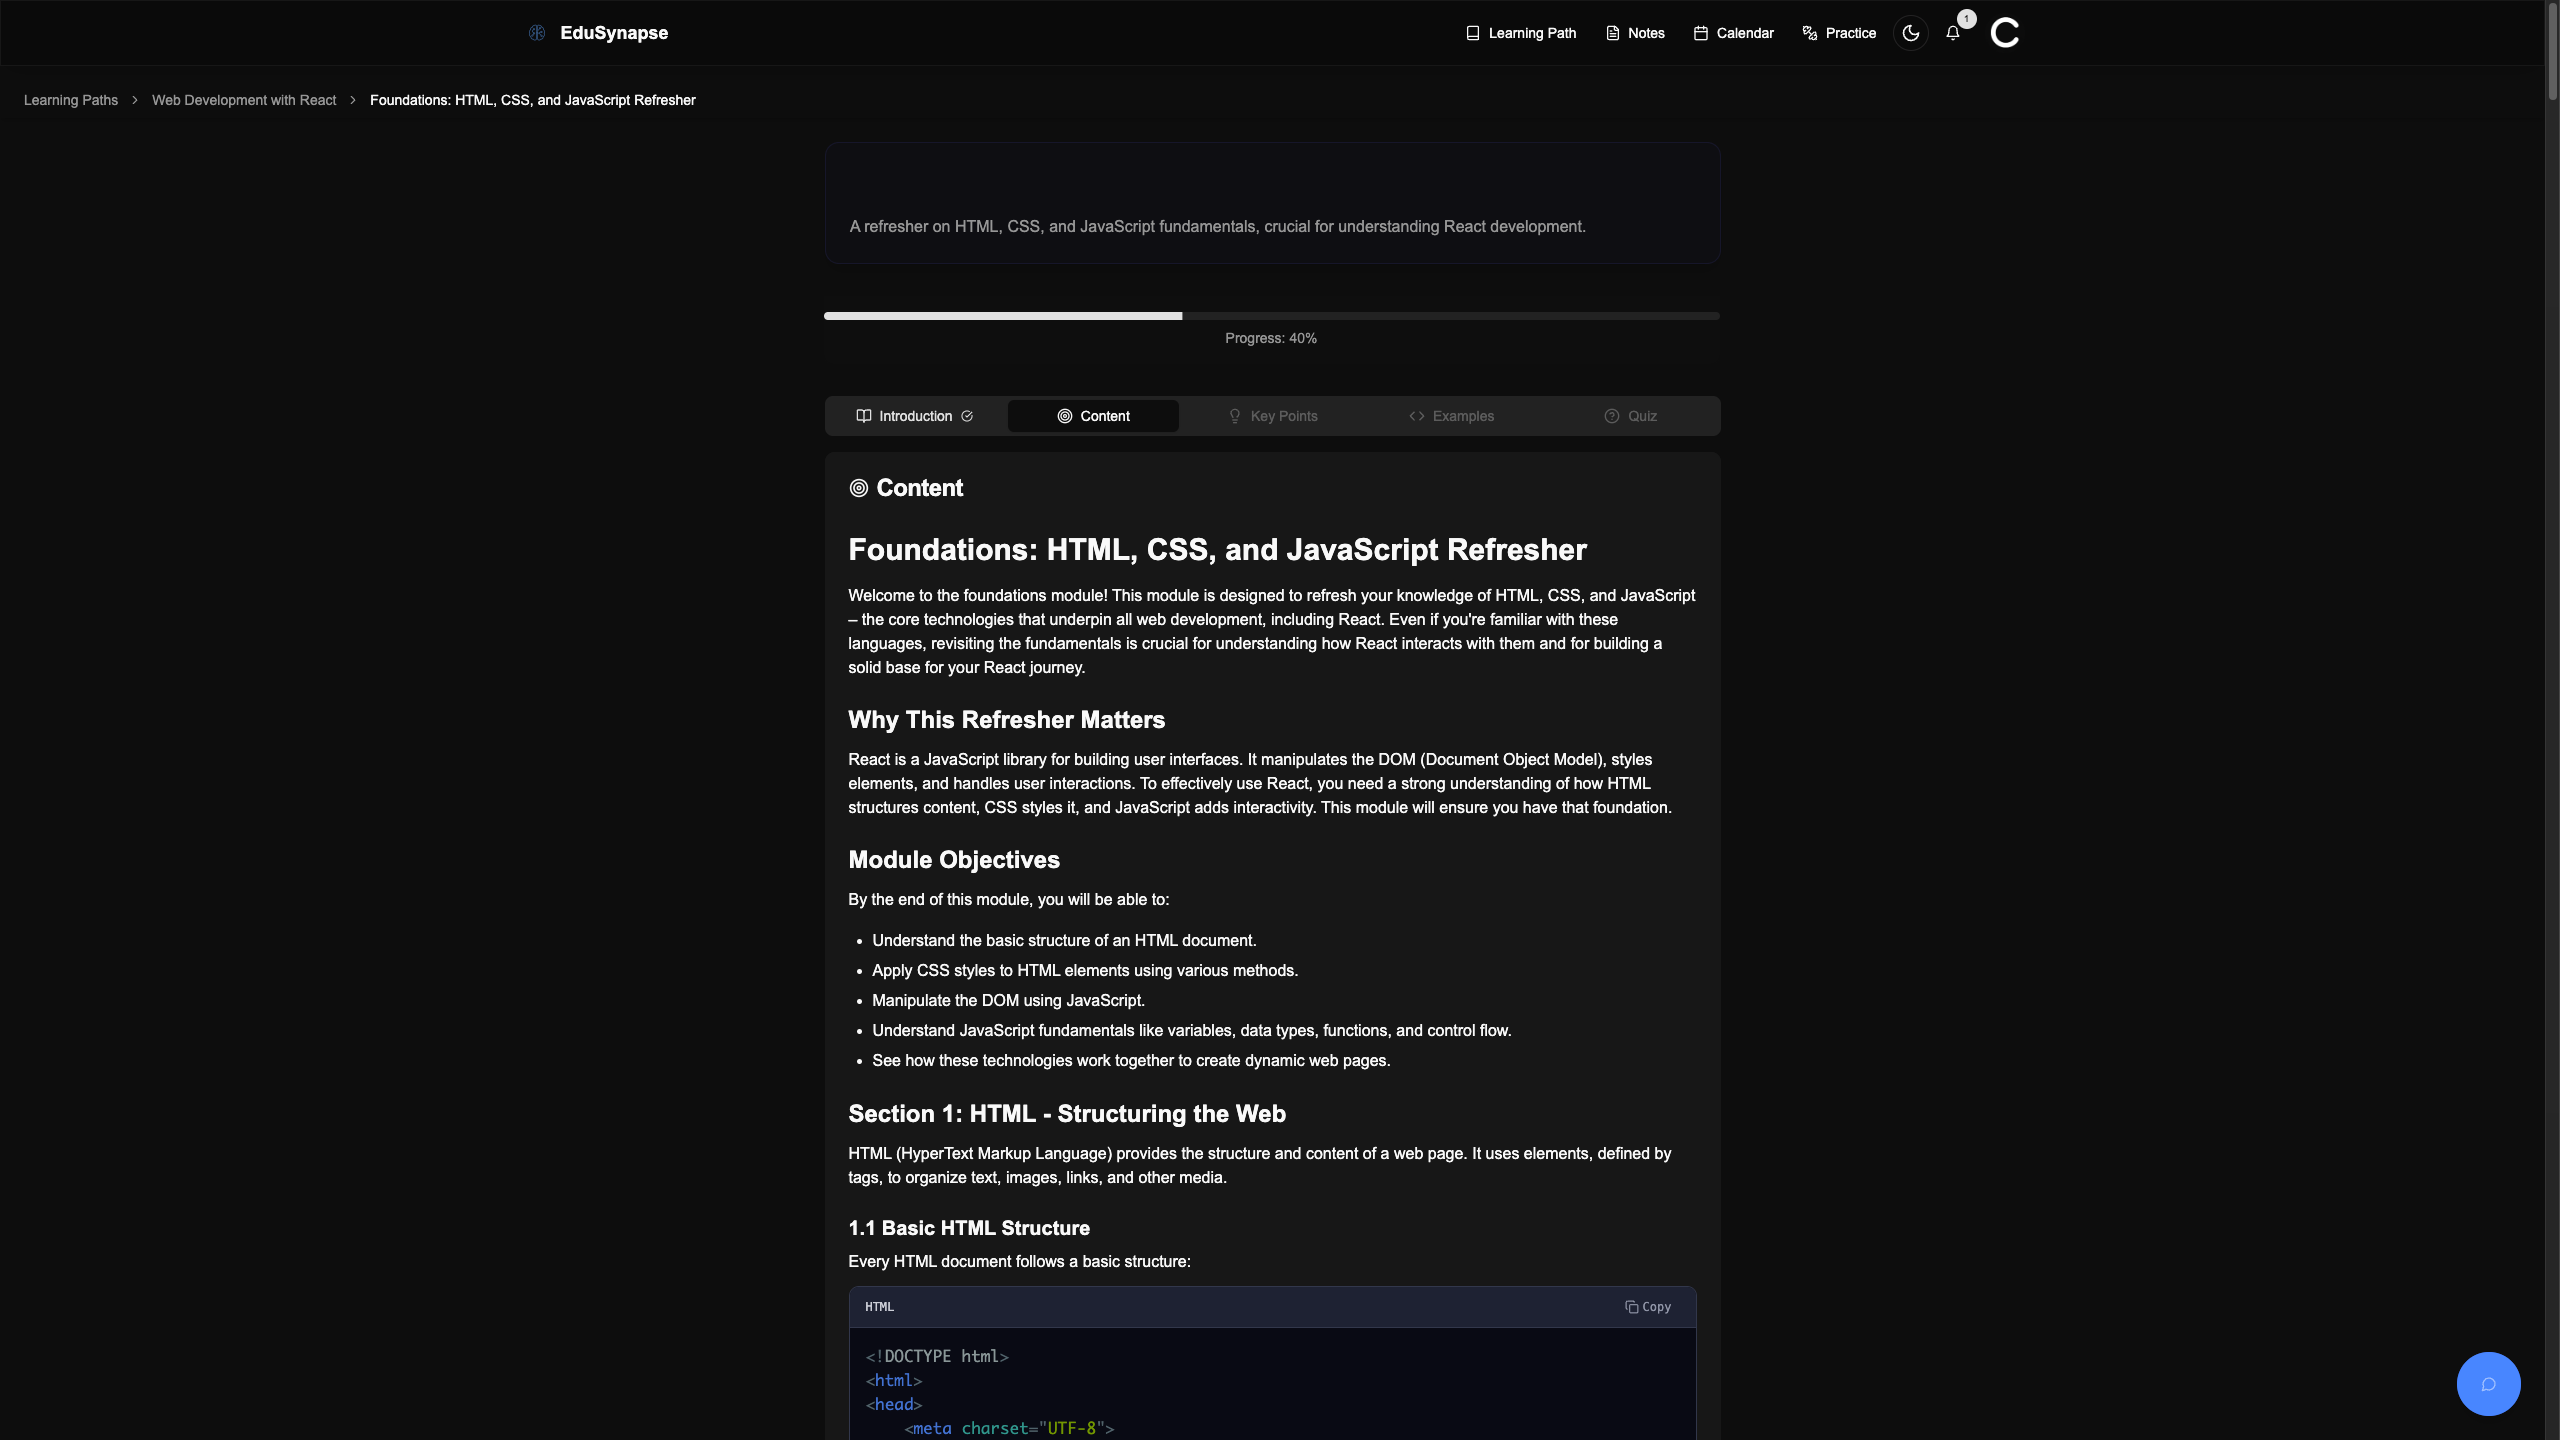 EduSynapse
Learning Path
Notes
Calendar
Practice
1
Learning Paths > Web Development with React > Foundations: HTML, CSS, and JavaScript Refresher
A refresher on HTML, CSS, and JavaScript fundamentals, crucial for understanding React development.
Progress: 40%
Introduction
Content
Key Points
Examples
Quiz
Content
Foundations: HTML, CSS, and JavaScript Refresher
Welcome to the foundations module! This module is designed to refresh your knowledge of HTML, CSS, and JavaScript
– the core technologies that underpin all web development, including React. Even if you're familiar with these
languages, revisiting the fundamentals is crucial for understanding how React interacts with them and for building a
solid base for your React journey.
Why This Refresher Matters
React is a JavaScript library for building user interfaces. It manipulates the DOM (Document Object Model), styles
elements, and handles user interactions. To effectively use React, you need a strong understanding of how HTML
structures content, CSS styles it, and JavaScript adds interactivity. This module will ensure you have that foundation.
Module Objectives
By the end of this module, you will be able to:
• Understand the basic structure of an HTML document.
• Apply CSS styles to HTML elements using various methods.
• Manipulate the DOM using JavaScript.
• Understand JavaScript fundamentals like variables, data types, functions, and control flow.
• See how these technologies work together to create dynamic web pages.
Section 1: HTML - Structuring the Web
HTML (HyperText Markup Language) provides the structure and content of a web page. It uses elements, defined by
tags, to organize text, images, links, and other media.
1.1 Basic HTML Structure
Every HTML document follows a basic structure:
HTML
Copy
<!DOCTYPE html>
<html>
<head>
    <meta charset="UTF-8">